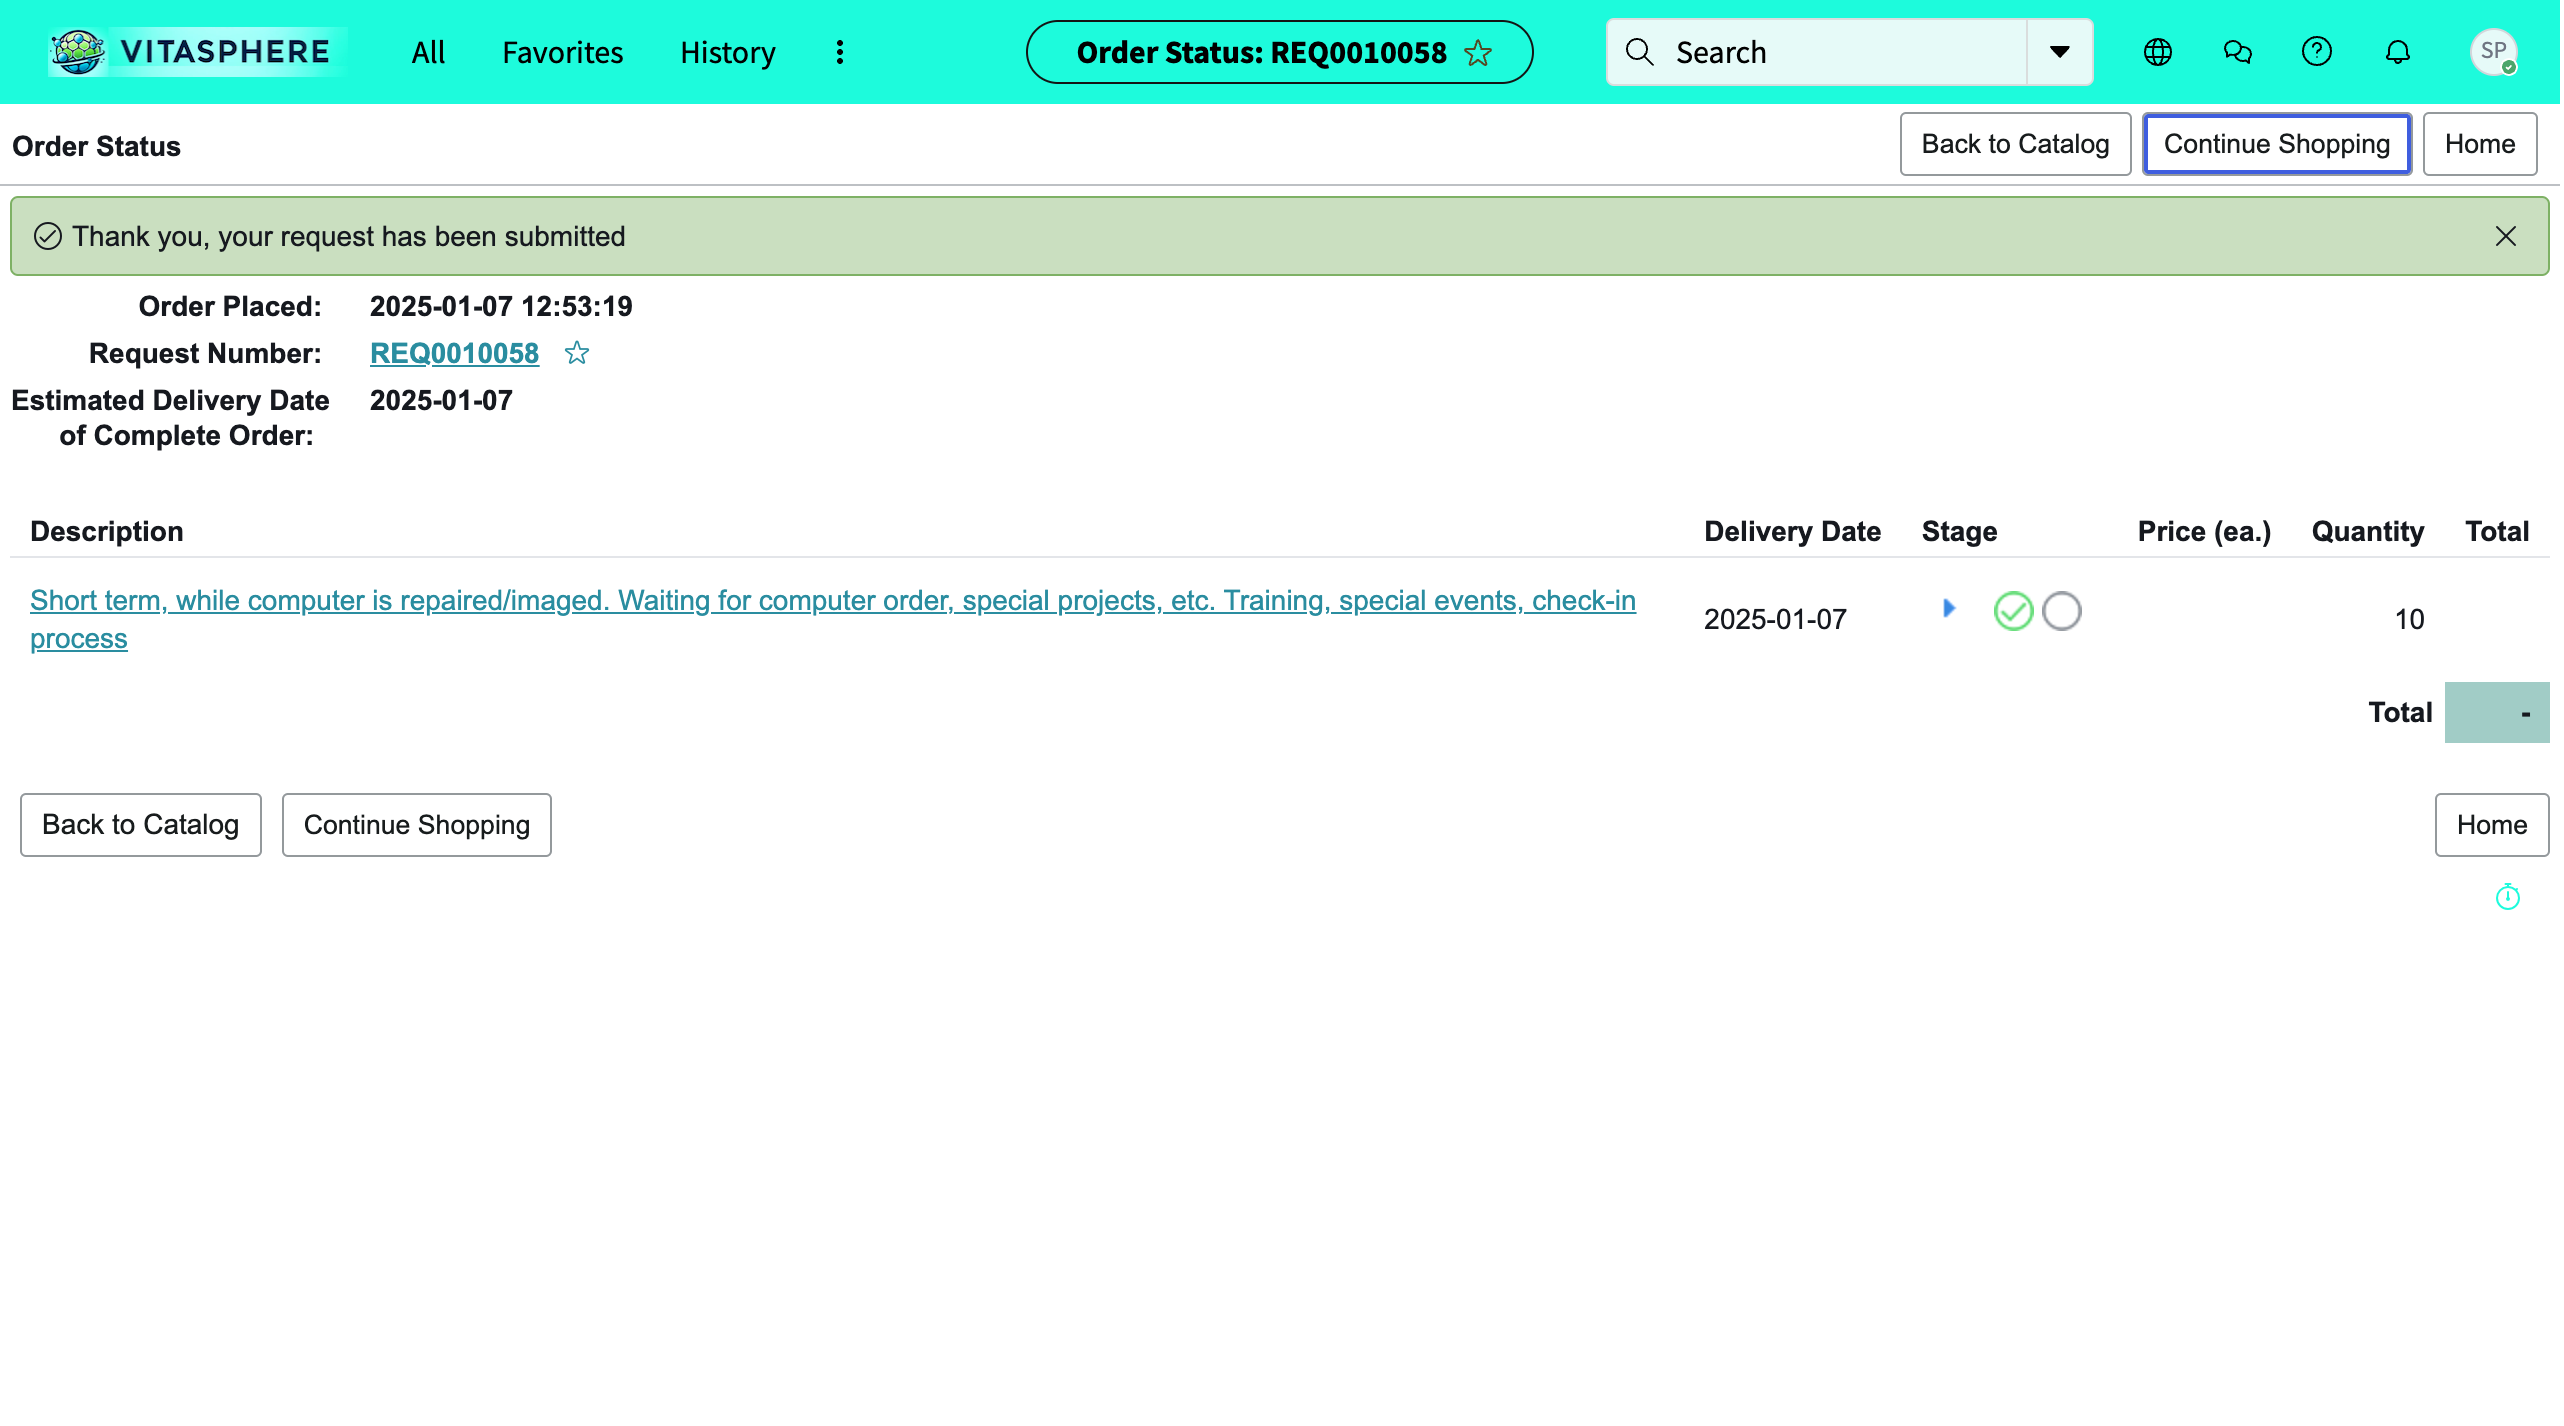 VITASPHERE
All
Favorites
History
Order Status: REQ0010058
Search
SP
Order Status
Back to Catalog
Continue Shopping
Home
Thank you, your request has been submitted
Order Placed: 2025-01-07 12:53:19
Request Number: REQ0010058
Estimated Delivery Date 2025-01-07
of Complete Order:
Description Delivery Date Stage Price (ea.) Quantity Total
Short term, while computer is repaired/imaged. Waiting for computer order, special projects, etc. Training, special events, check-in
process
2025-01-07
10
Total -
Back to Catalog
Continue Shopping
Home